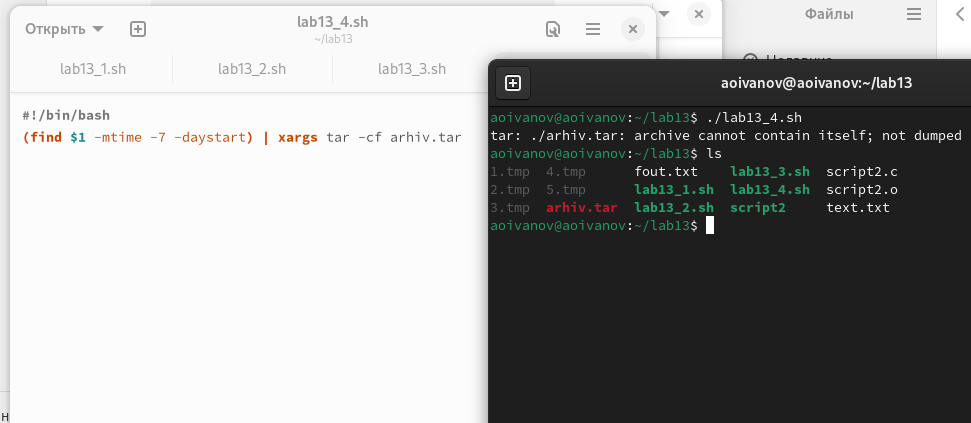 Открыть
lab13_4.sh
~/lab13
lab13_1.sh
lab13_2.sh
lab13_3.sh
#!/bin/bash
(find $1 -mtime -7 -daystart) | xargs tar -cf arhiv.tar
Файлы
aoivanov@aoivanov:~/lab13
aoivanov@aoivanov:~/lab13$ ./lab13_4.sh
tar: ./arhiv.tar: archive cannot contain itself; not dumped
aoivanov@aoivanov:~/lab13$ ls
1.tmp 4.tmp fout.txt lab13_3.sh script2.c
2.tmp 5.tmp lab13_1.sh lab13_4.sh script2.o
3.tmp arhiv.tar lab13_2.sh script2 text.txt
aoivanov@aoivanov:~/lab13$